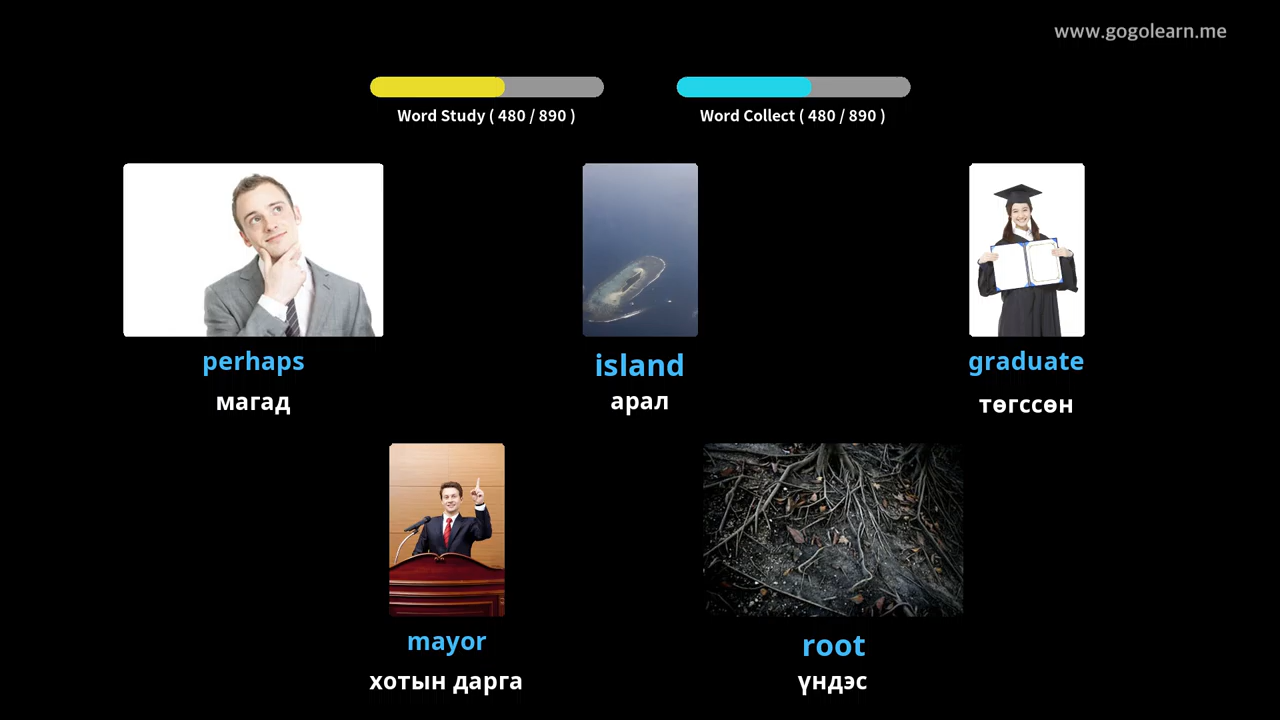 www.gogolearn.me
Word Study ( 480 / 890 )
Word Collect ( 480 / 890 )
perhaps
магад
island
арал
graduate
төгссөн
mayor
хотын дарга
root
үндэс